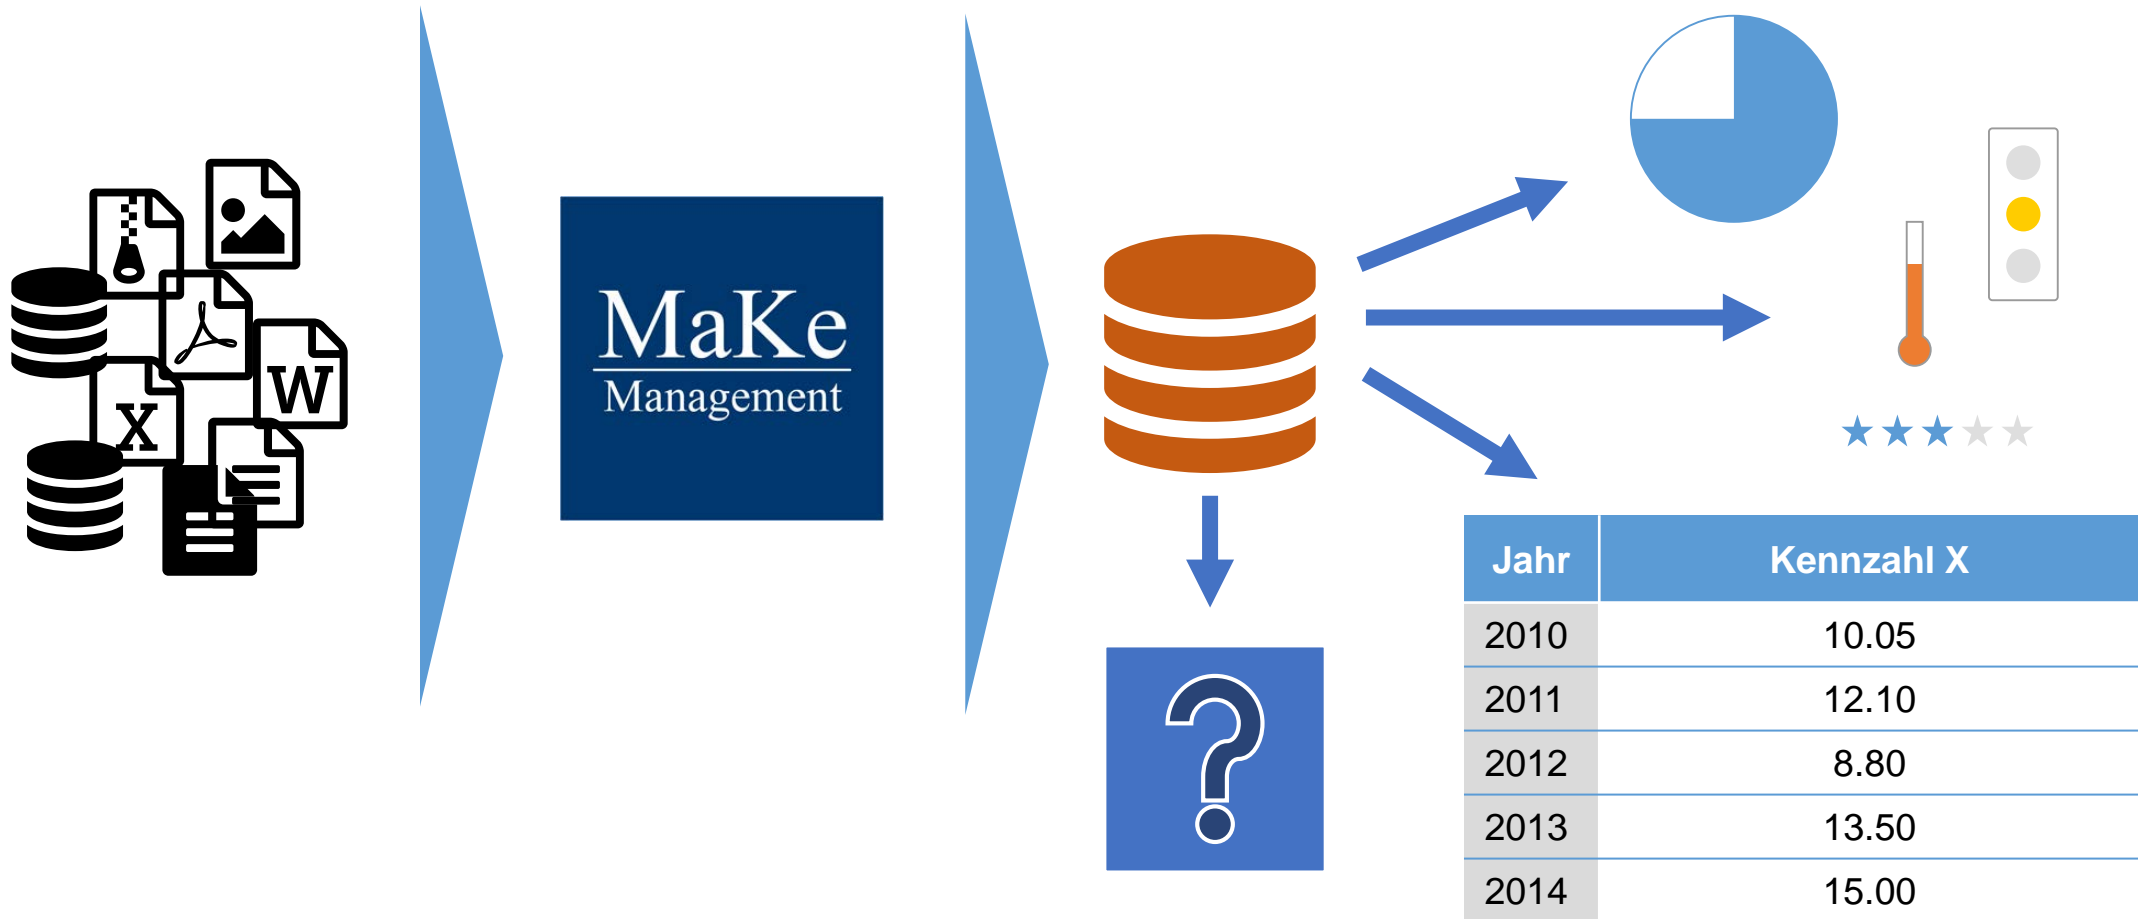 X
W
MaKe
Management
?
Jahr Kennzahl X
2010 10.05
2011 12.10
2012 8.80
2013 13.50
2014 15.00